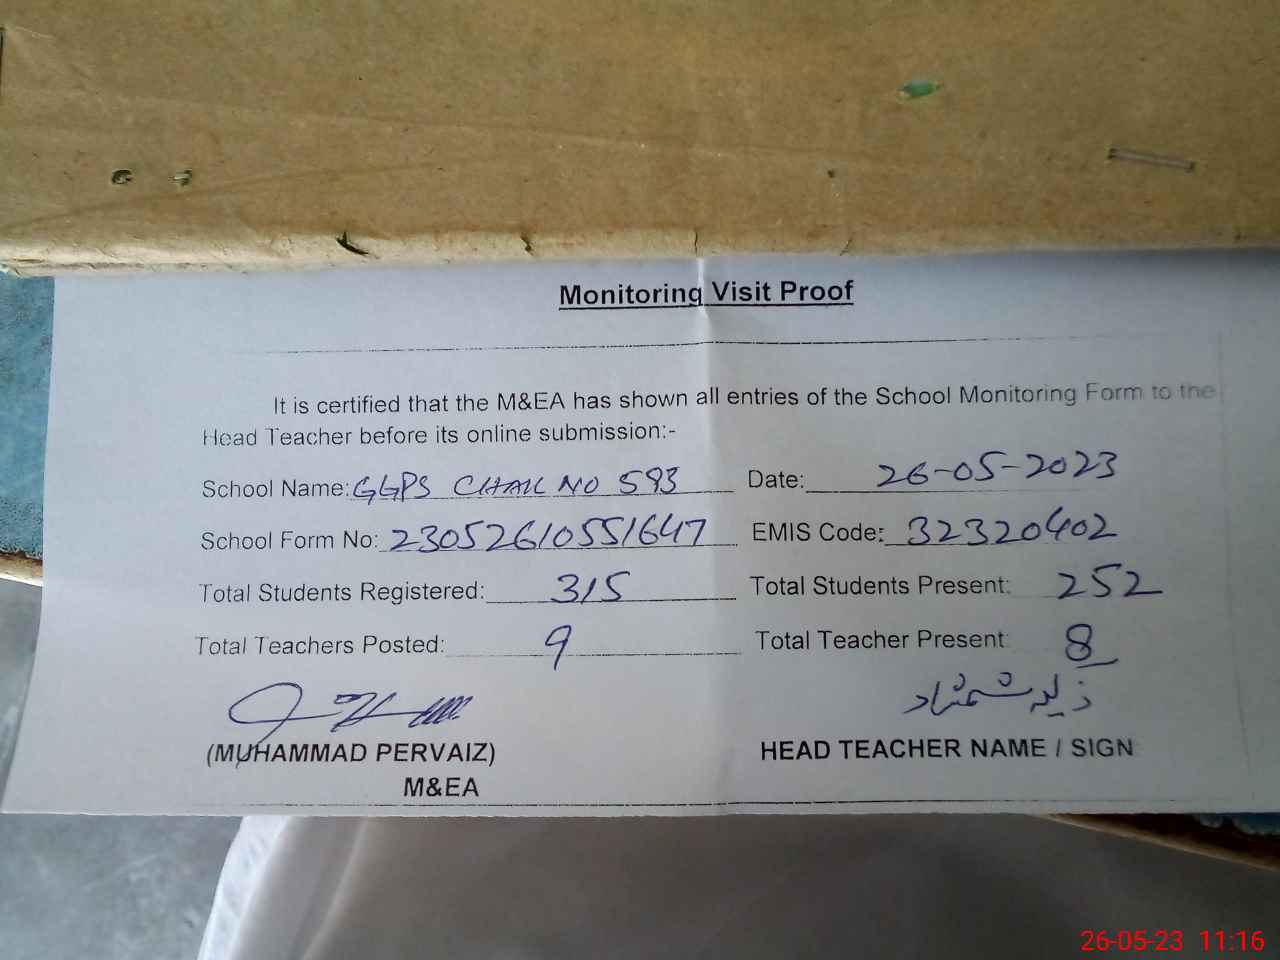 Monitoring Visit Proof
It is certified that the M&EA has shown all entries of the School Monitoring Form to the
Head Teacher before its online submission:-
School Name: GGPS CHAK NO 593 Date: 26-05-2023
School Form No: 23052610551647 EMIS Code: 32320402
Total Students Registered: 315 Total Students Present: 252
Total Teachers Posted: 9 Total Teacher Present: 8
شمشاد
(MUHAMMAD PERVAIZ) HEAD TEACHER NAME / SIGN
M&EA
26-05-23 11:16